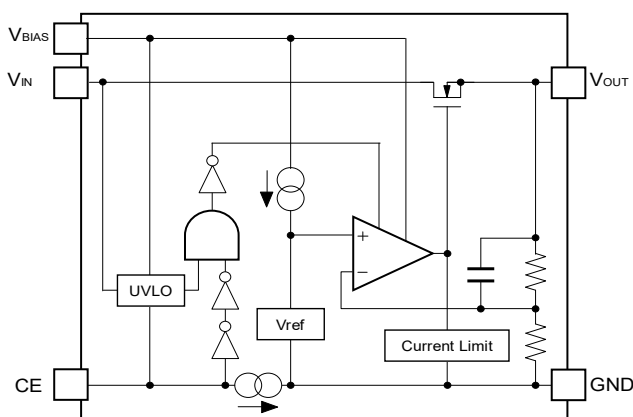 VBIAS
VIN
VOUT
+
−
UVLO
Vref
Current Limit
CE
GND